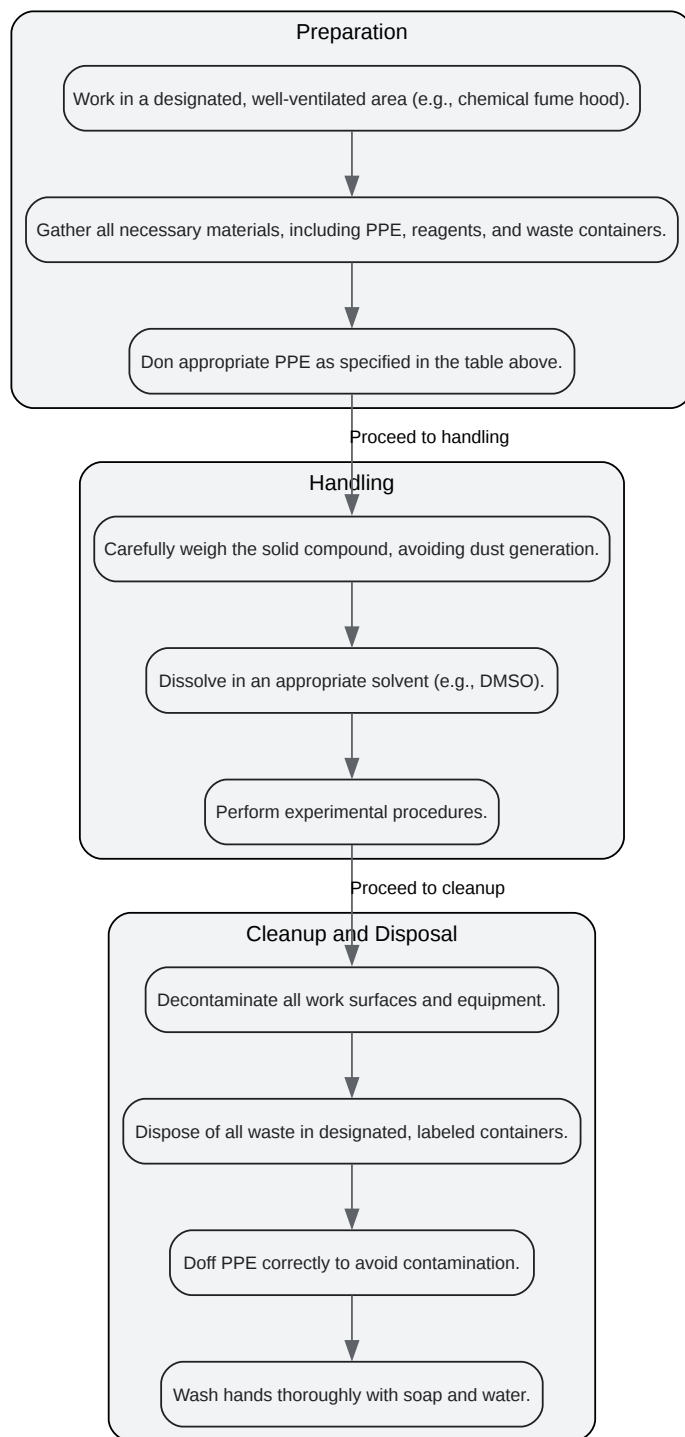 Preparation
Work in a designated, well-ventilated area (e.g., chemical fume hood).
Gather all necessary materials, including PPE, reagents, and waste containers.
Don appropriate PPE as specified in the table above.
Proceed to handling
Handling
Carefully weigh the solid compound, avoiding dust generation.
Dissolve in an appropriate solvent (e.g., DMSO).
Perform experimental procedures.
Proceed to cleanup
Cleanup and Disposal
Decontaminate all work surfaces and equipment.
Dispose of all waste in designated, labeled containers.
Doff PPE correctly to avoid contamination.
Wash hands thoroughly with soap and water.